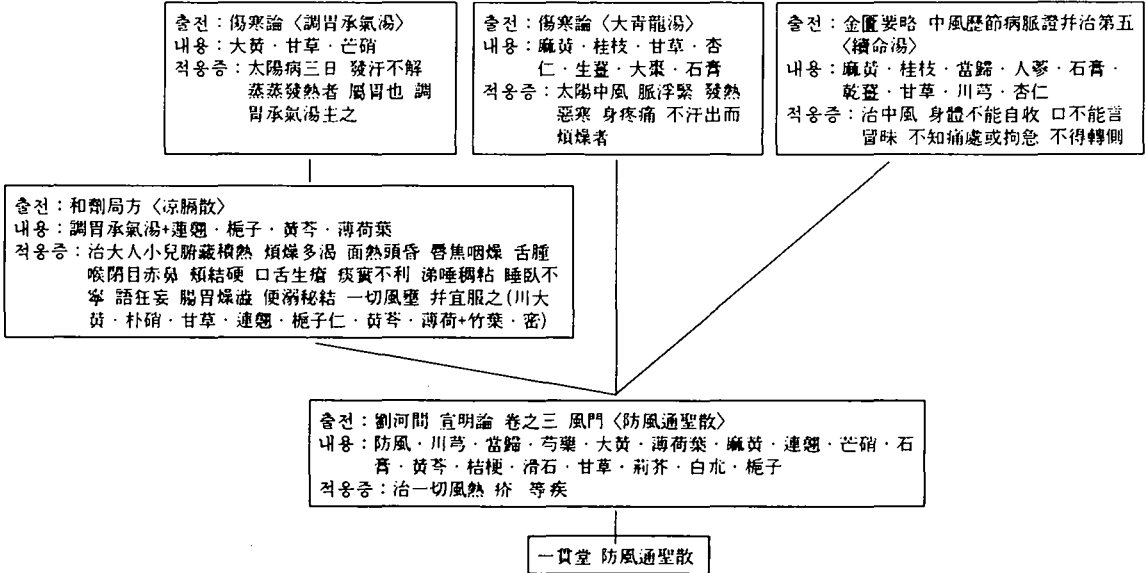 출전：傷寒論〈調胃承氣湯〉
내용：大黃·甘草·芒硝
적응증：太陽病三日 發汗不解
蒸蒸發熱者 屬胃也 調
胃承氣湯主之
출전：傷寒論〈大靑龍湯〉
내용：麻黃·桂枝·甘草·杏
仁·生薑·大棗·石膏
적응증：太陽中風 脈浮緊 發熱
惡寒 身疼痛 不汗出而
煩燥者
출전：金匱要略 中風歷節病脈證幷治第五
〈續命湯〉
내용：麻黃·桂枝·當歸·人蔘·石膏·
乾薑·甘草·川芎·杏仁
적응증：治中風 身體不能自收 口不能言
冒昧 不知痛處或拘急 不得轉側
출전：和劑局方〈凉膈散〉
내용：調胃承氣湯+蓮翹·梔子·黃芩·薄荷葉
적응증：治大人小兒腑臟積熱 煩燥多渴 面熱頭昏 脣焦咽燥 舌腫
喉閉目赤鼻 頰結硬 口舌生瘡 痰實不利 涕唾稠粘 睡臥不
寧 語狂妄 腸胃燥澁 便溺秘結 一切風壅 幷宜服之(川大
黃·朴硝·甘草·連翹·梔子仁·黃芩·薄荷+竹葉·密)
출전：劉河間 宣明論 卷之三 風門〈防風通聖散〉
내용：防風·川芎·當歸·芍藥·大黃·薄荷葉·麻黃·連翹·芒硝·石
膏·黃芩·桔梗·滑石·甘草·荊芥·白朮·梔子
적응증：治一切風熱 疥 等疾
一貫堂 防風通聖散